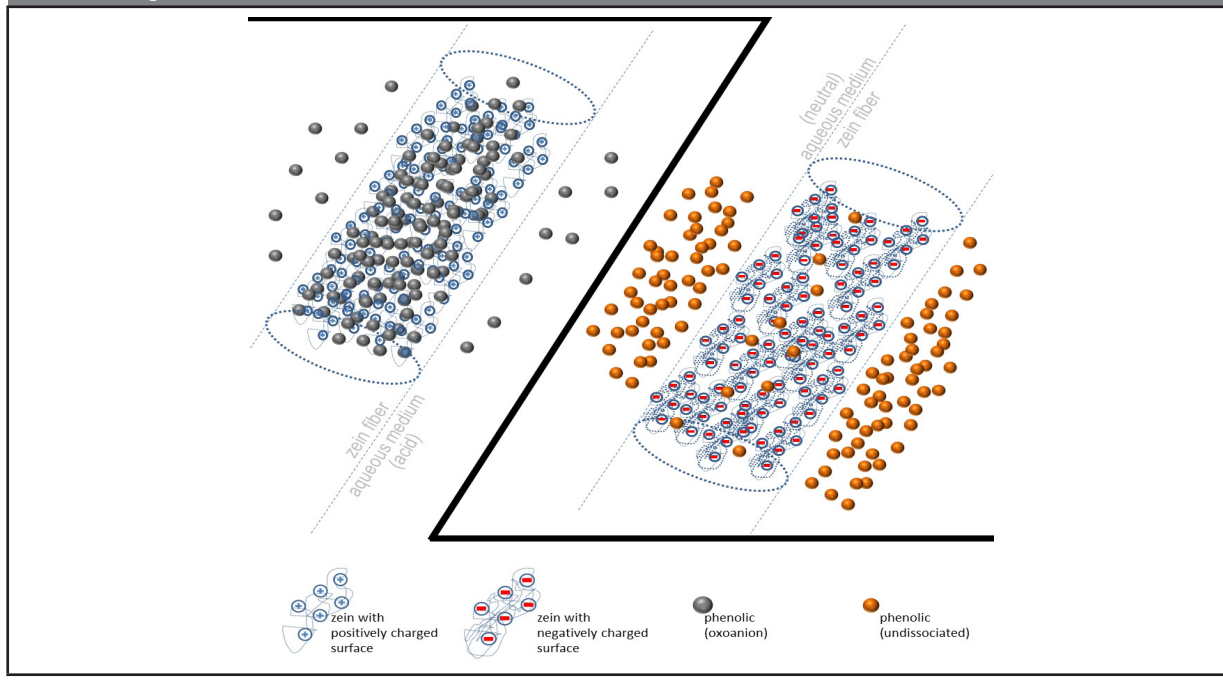 (neutral)
aqueous medium
zein fiber
zein fiber
aqueous medium
(acid)
zein with
positively charged
surface
zein with
negatively charged
surface
phenolic
(oxoanion)
phenolic
(undissociated)